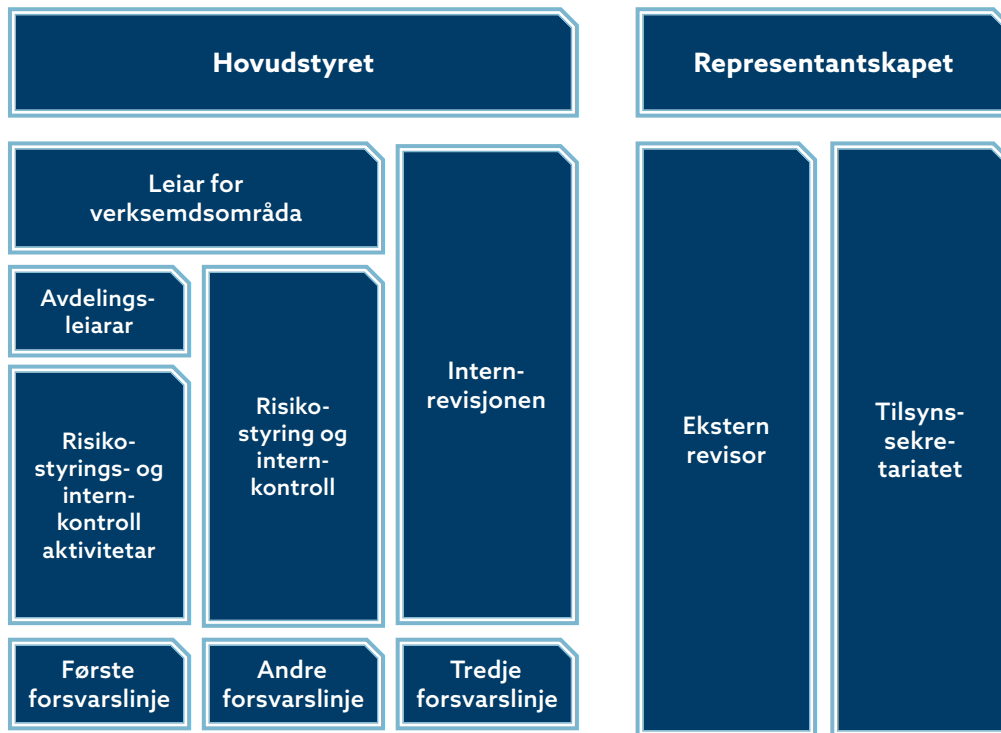 Hovudstyret
Representantskapet
Leiar for
verksemdsområda
Avdelings-
leiarar
Risiko-
styrings- og
intern-
kontroll
aktivitetar
Risiko-
styring og
intern-
kontroll
Intern-
revisjonen
Ekstern
revisor
Tilsyns-
sekre-
tariatet
Første
forsvarslinje
Andre
forsvarslinje
Tredje
forsvarslinje